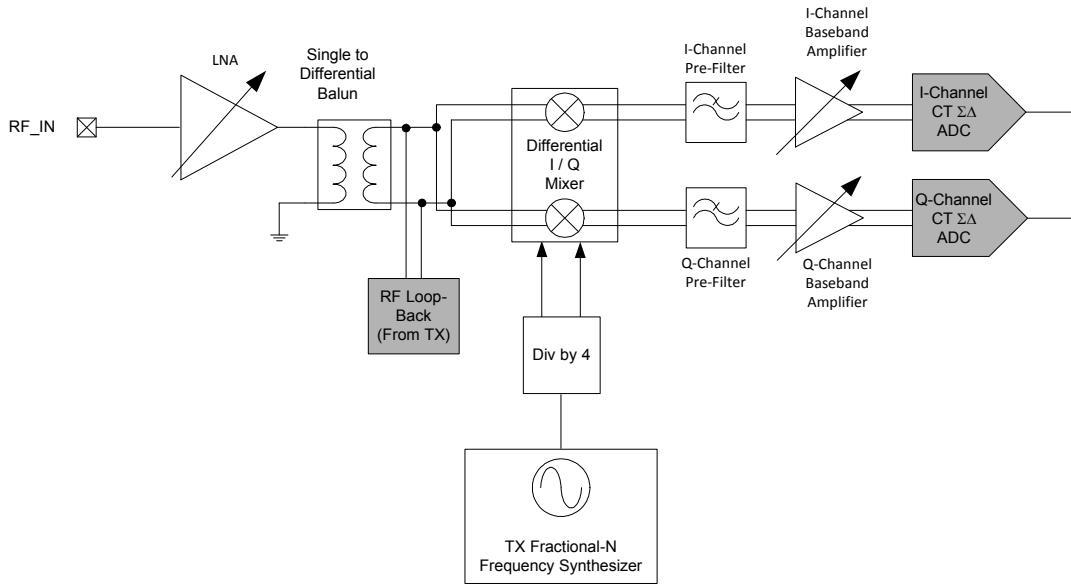 RF_IN
LNA
Single to
Differential
Balun
RF Loop-
Back
(From TX)
Differential
I / Q
Mixer
Div by 4
TX Fractional-N
Frequency Synthesizer
I-Channel
Pre-Filter
I-Channel
Baseband
Amplifier
I-Channel
CT ΣΔ
ADC
Q-Channel
Pre-Filter
Q-Channel
Baseband
Amplifier
Q-Channel
CT ΣΔ
ADC